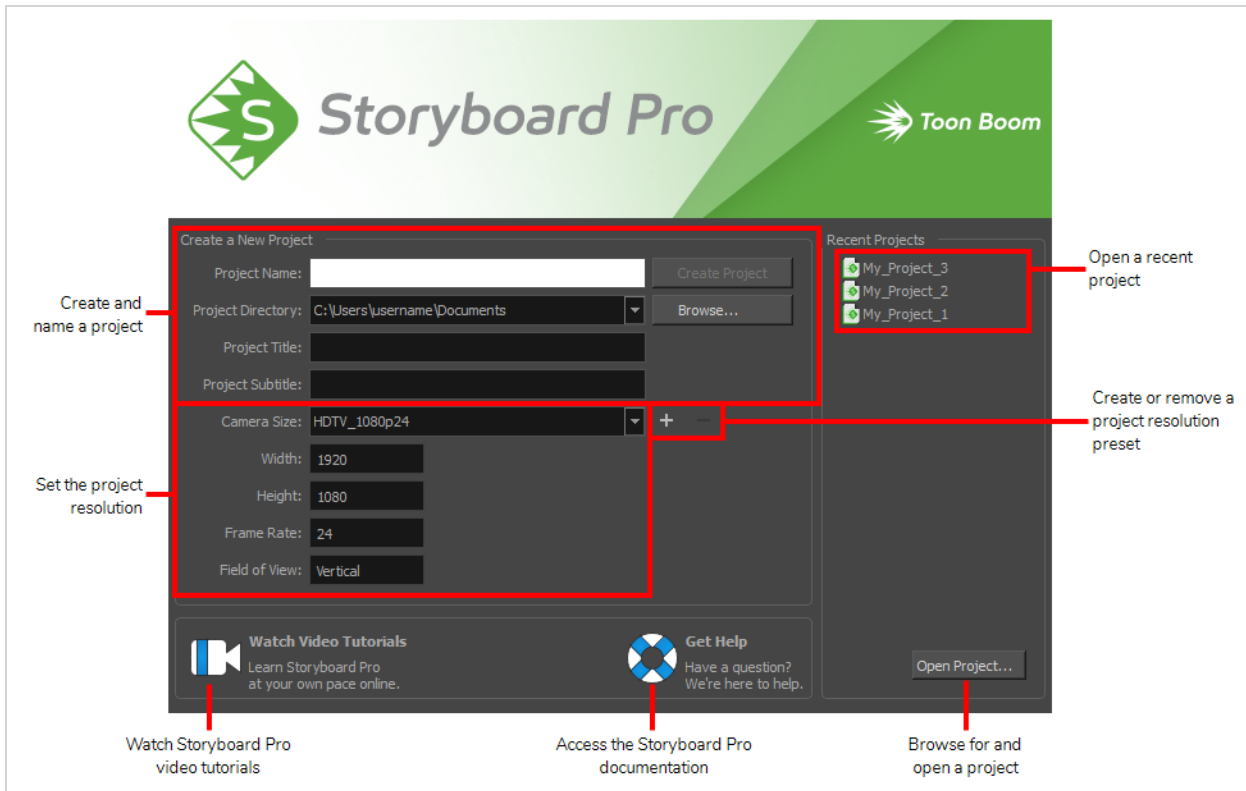 S
Storyboard Pro
Toon Boom
Create a New Project
Project Name:
Create Project
Project Directory: C:\Users\username\Documents
Browse...
Project Title:
Project Subtitle:
Camera Size: HDTV_1080p24
+ -
Width: 1920
Height: 1080
Frame Rate: 24
Field of View: Vertical
Recent Projects
My_Project_3
My_Project_2
My_Project_1
Watch Video Tutorials
Learn Storyboard Pro
at your own pace online.
Get Help
Have a question?
We're here to help.
Open Project...
Create and
name a project
Set the project
resolution
Open a recent
project
Create or remove a
project resolution
preset
Watch Storyboard Pro
video tutorials
Access the Storyboard Pro
documentation
Browse for and
open a project